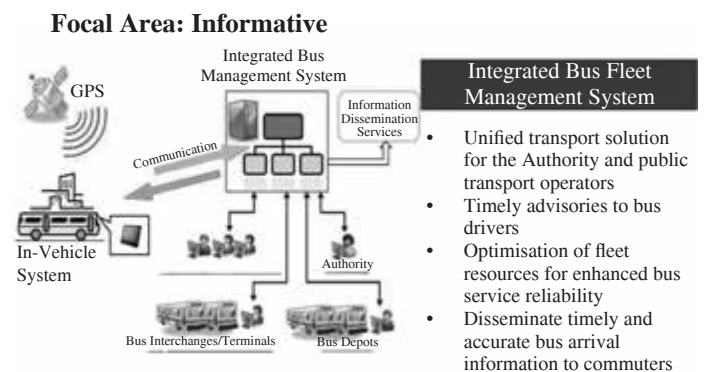 Focal Area: Informative
Integrated Bus
Management System
GPS
Communication
Information
Dissemination
Services
In-Vehicle
System
Authority
Bus Interchanges/Terminals
Bus Depots
Integrated Bus Fleet
Management System
• Unified transport solution
for the Authority and public
transport operators
• Timely advisories to bus
drivers
• Optimisation of fleet
resources for enhanced bus
service reliability
• Disseminate timely and
accurate bus arrival
information to commuters